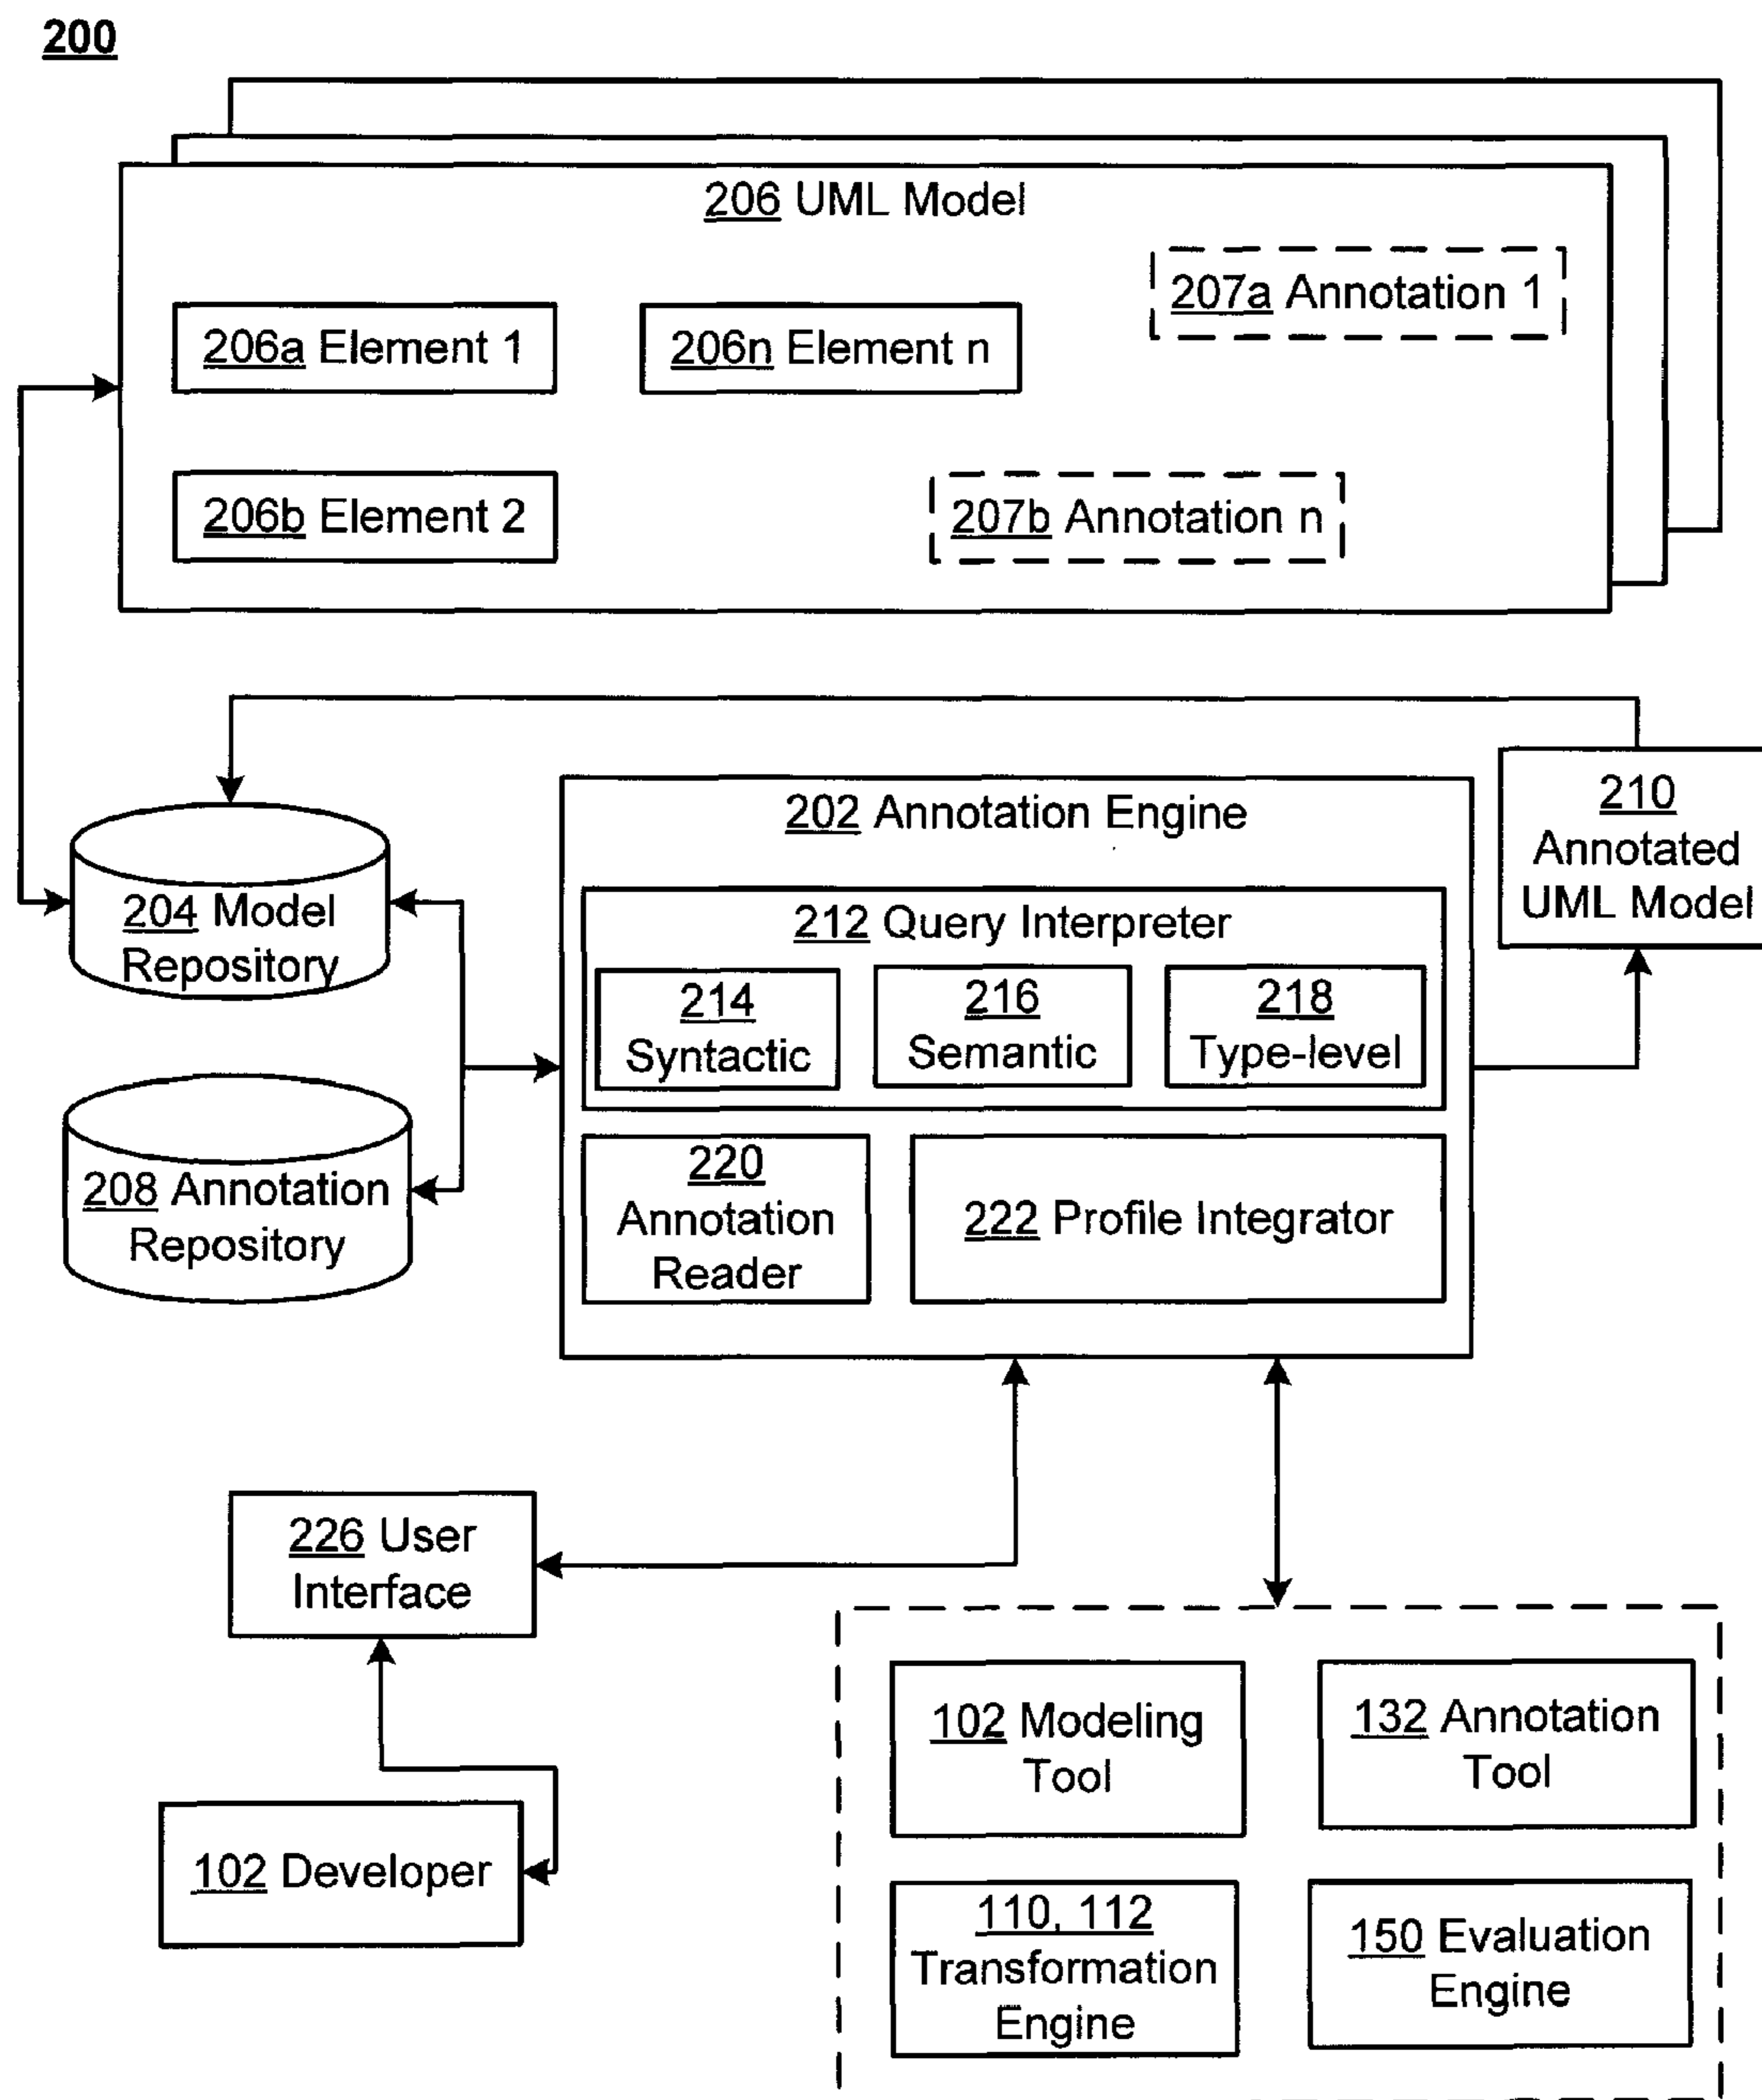 200
206 UML Model
207a Annotation 1
206a Element 1
206n Element n
206b Element 2
207b Annotation n
210
Annotated
UML Model
202 Annotation Engine
204 Model
Repository
212 Query Interpreter
214
Syntactic
216
Semantic
218
Type-level
208 Annotation
Repository
220
Annotation
Reader
222 Profile Integrator
226 User
Interface
102 Developer
102 Modeling
Tool
132 Annotation
Tool
110, 112
Transformation
Engine
150 Evaluation
Engine